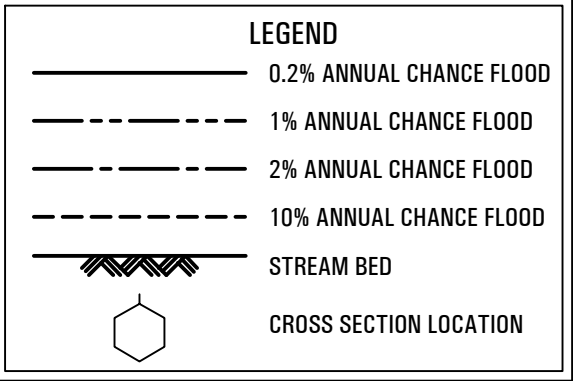 LEGEND
0.2% ANNUAL CHANCE FLOOD
1% ANNUAL CHANCE FLOOD
2% ANNUAL CHANCE FLOOD
10% ANNUAL CHANCE FLOOD
STREAM BED
CROSS SECTION LOCATION